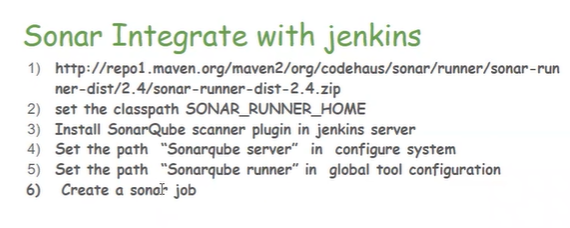 Sonar Integrate with jenkins
1) http://repo1.maven.org/maven2/org/codehaus/sonar/runner/sonar-run
ner-dist/2.4/sonar-runner-dist-2.4.zip
2) set the classpath SONAR_RUNNER_HOME
3) Install SonarQube scanner plugin in jenkins server
4) Set the path “Sonarqube server” in configure system
5) Set the path “Sonarqube runner” in global tool configuration
6) Create a sonar job